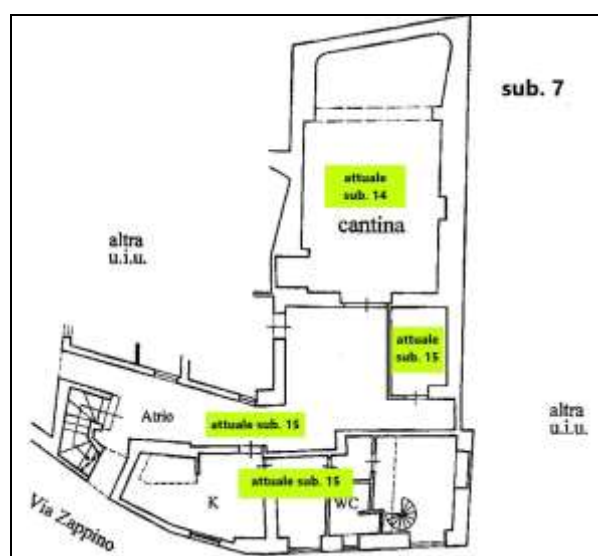 sub. 7
attuale
sub. 14
cantina
altra
u.i.u.
attuale
sub. 15
altra
u.i.u.
Atrio
attuale sub. 15
attuale sub. 15
K
WC
Via Zappino